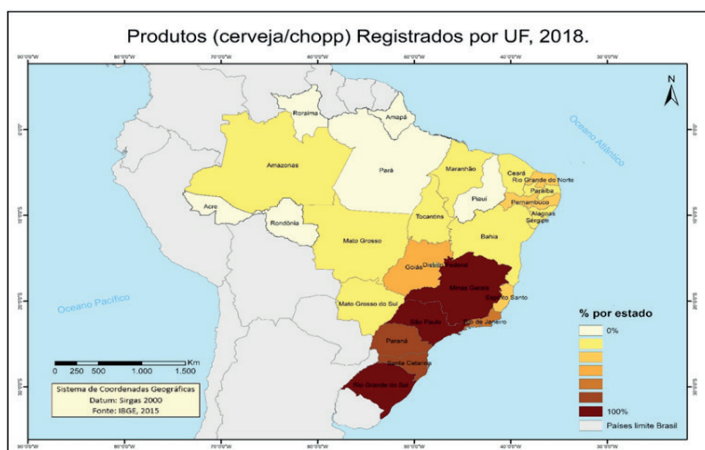 Produtos (cerveja/chopp) Registrados por UF, 2018.
N
Roraima
Amapá
Oceano Atlântico
Amazonas
Pará
Maranhão
Ceará
Rio Grande do Norte
Paraíba
Pernambuco
Piauí
Alagoas
Sergipe
Acre
Rondônia
Tocantins
Bahia
Mato Grosso
Goiás
Distrito Federal
Minas Gerais
Espírito Santo
Mato Grosso do Sul
Oceano Pacífico
São Paulo
Rio de Janeiro
Paraná
Santa Catarina
Rio Grande do Sul
% por estado
0%
100%
Países limite Brasil
Km
0 250 500 1.000 1.500
Sistema de Coordenadas Geográficas
Datum: Sirgas 2000
Fonte: IBGE, 2015